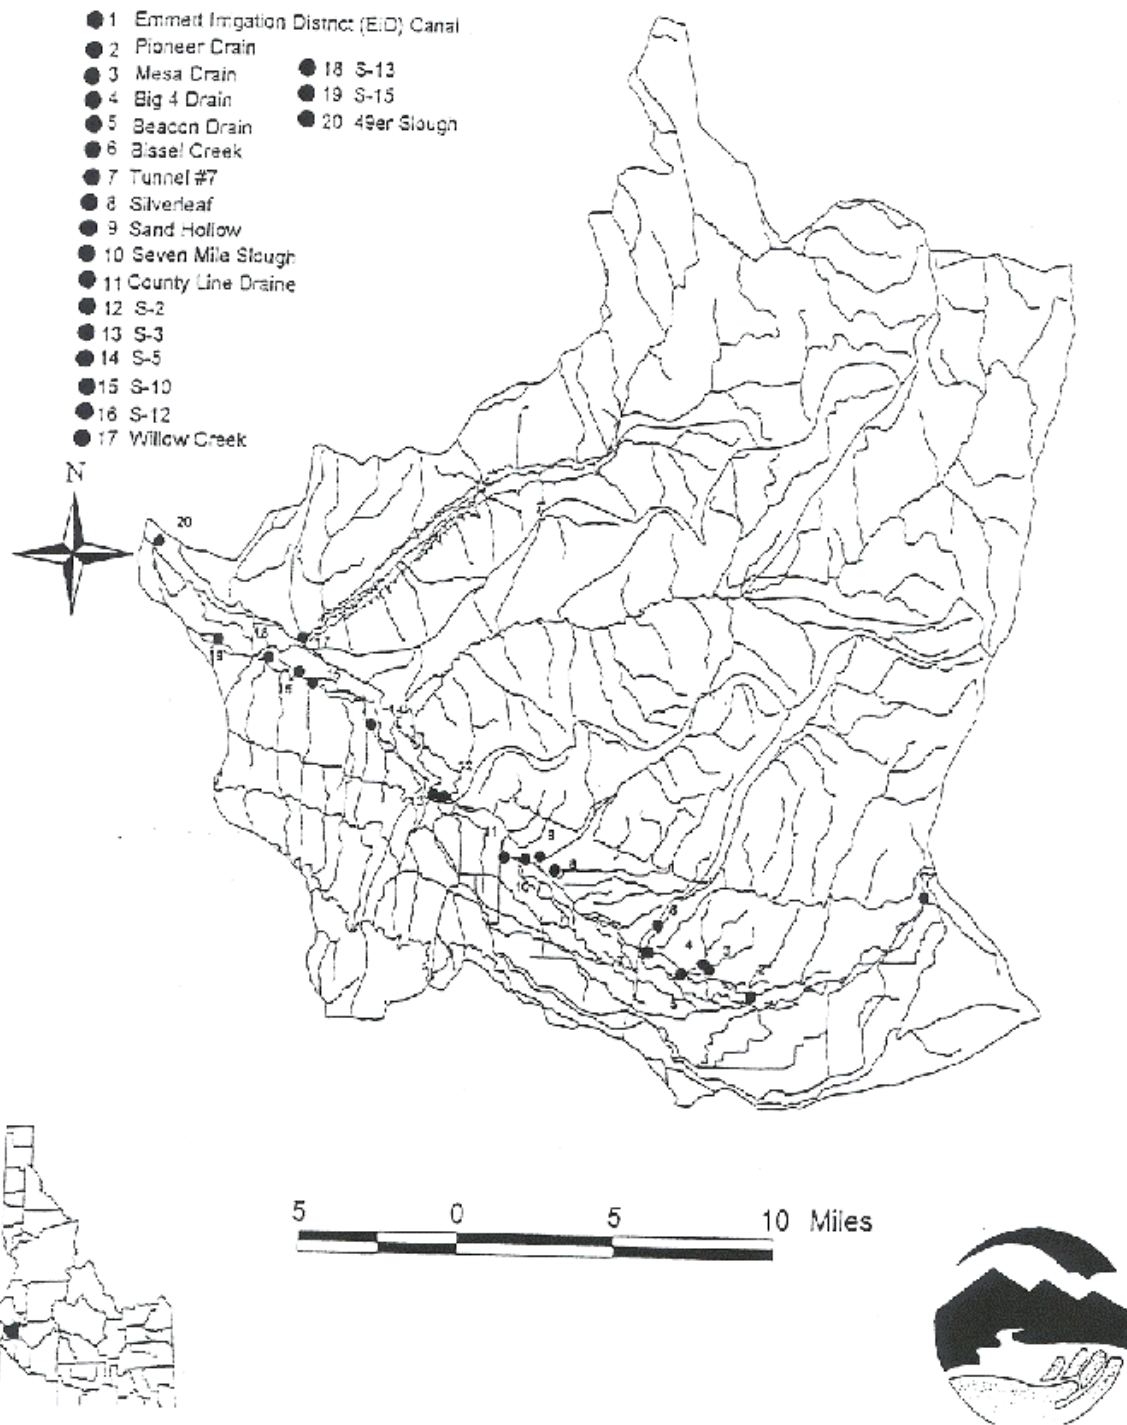 1 Emmett Irrigation District (EID) Canal
2 Pioneer Drain
3 Mesa Drain
4 Big 4 Drain
5 Beacon Drain
6 Bissel Creek
7 Tunnel #7
8 Silverleaf
9 Sand Hollow
10 Seven Mile Slough
11 County Line Draine
12 S-2
13 S-3
14 S-5
15 S-10
16 S-12
17 Willow Creek
18 S-13
19 S-15
20 49er Slough
N
20
18
17
19
15
11
9
8
10
4
5
5 0 5 10 Miles